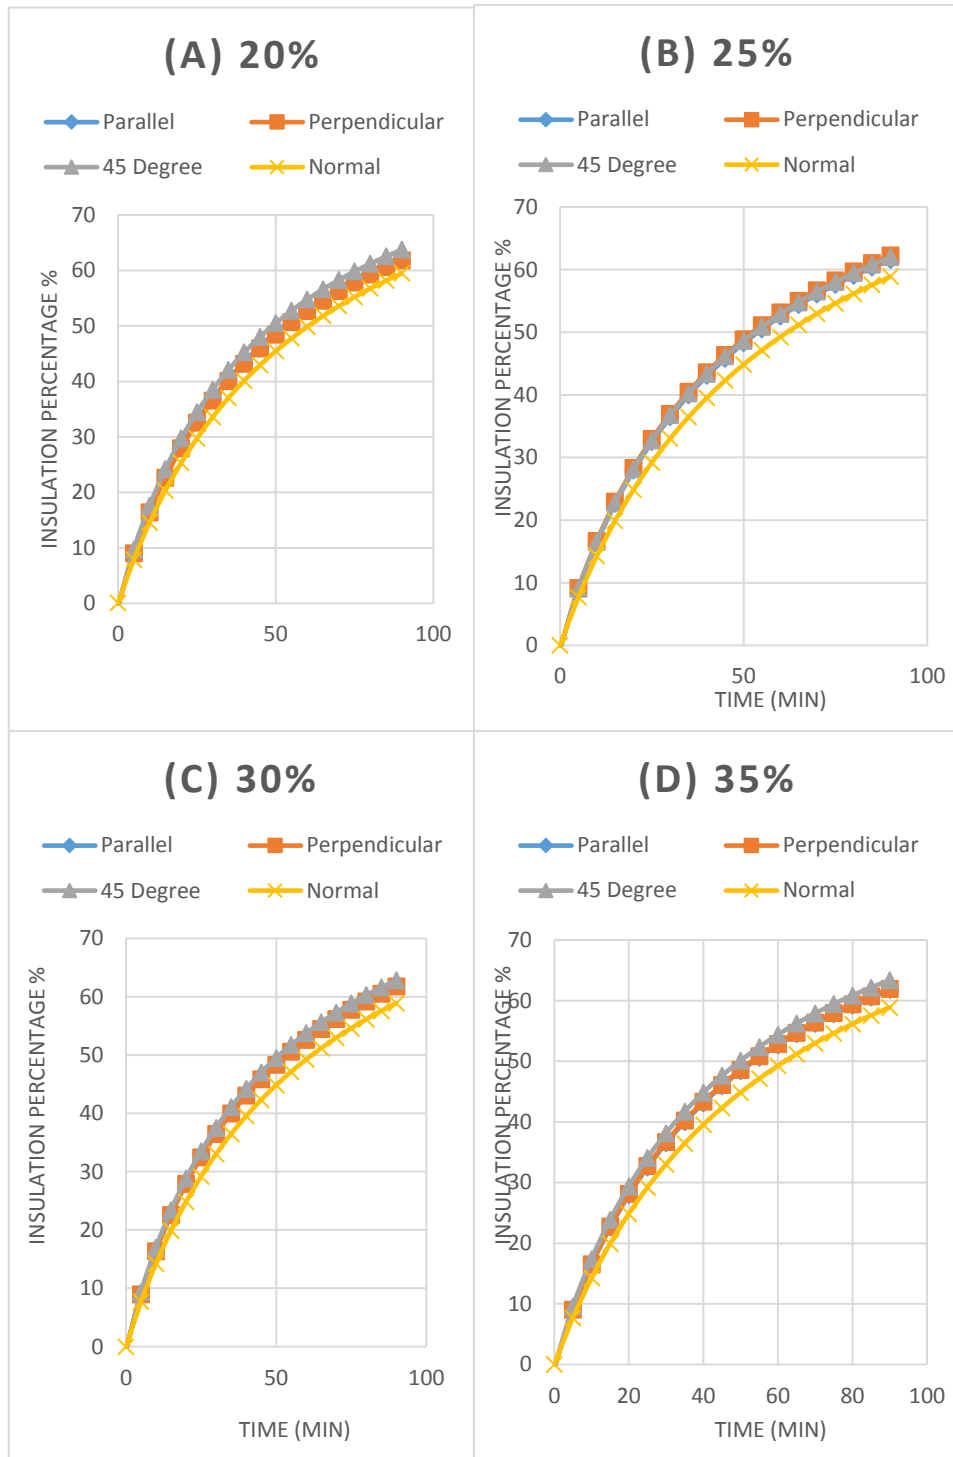 (A) 20%
Parallel
Perpendicular
45 Degree
Normal
INSULATION PERCENTAGE %
70
60
50
40
30
20
10
0
0 50 100
(B) 25%
Parallel
Perpendicular
45 Degree
Normal
INSULATION PERCENTAGE %
70
60
50
40
30
20
10
0
0 50 100
TIME (MIN)
(C) 30%
Parallel
Perpendicular
45 Degree
Normal
INSULATION PERCENTAGE %
70
60
50
40
30
20
10
0
0 50 100
TIME (MIN)
(D) 35%
Parallel
Perpendicular
45 Degree
Normal
INSULATION PERCENTAGE %
70
60
50
40
30
20
10
0
0 20 40 60 80 100
TIME (MIN)